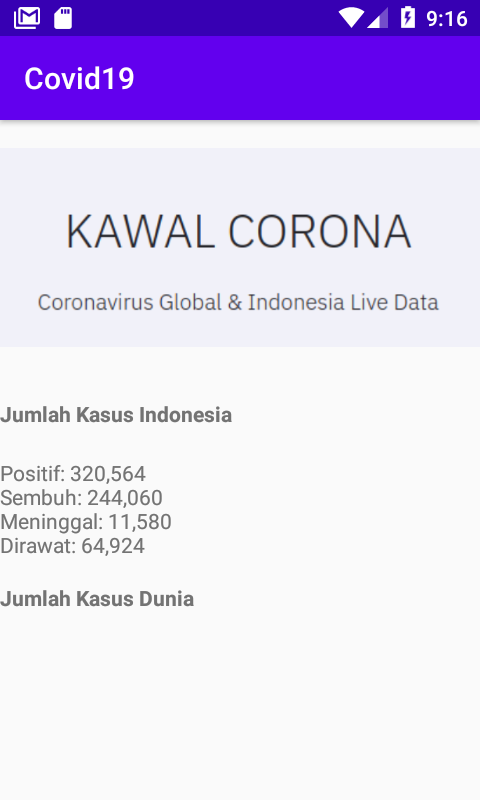 9:16
Covid19
KAWAL CORONA
Coronavirus Global & Indonesia Live Data
Jumlah Kasus Indonesia
Positif: 320,564
Sembuh: 244,060
Meninggal: 11,580
Dirawat: 64,924
Jumlah Kasus Dunia